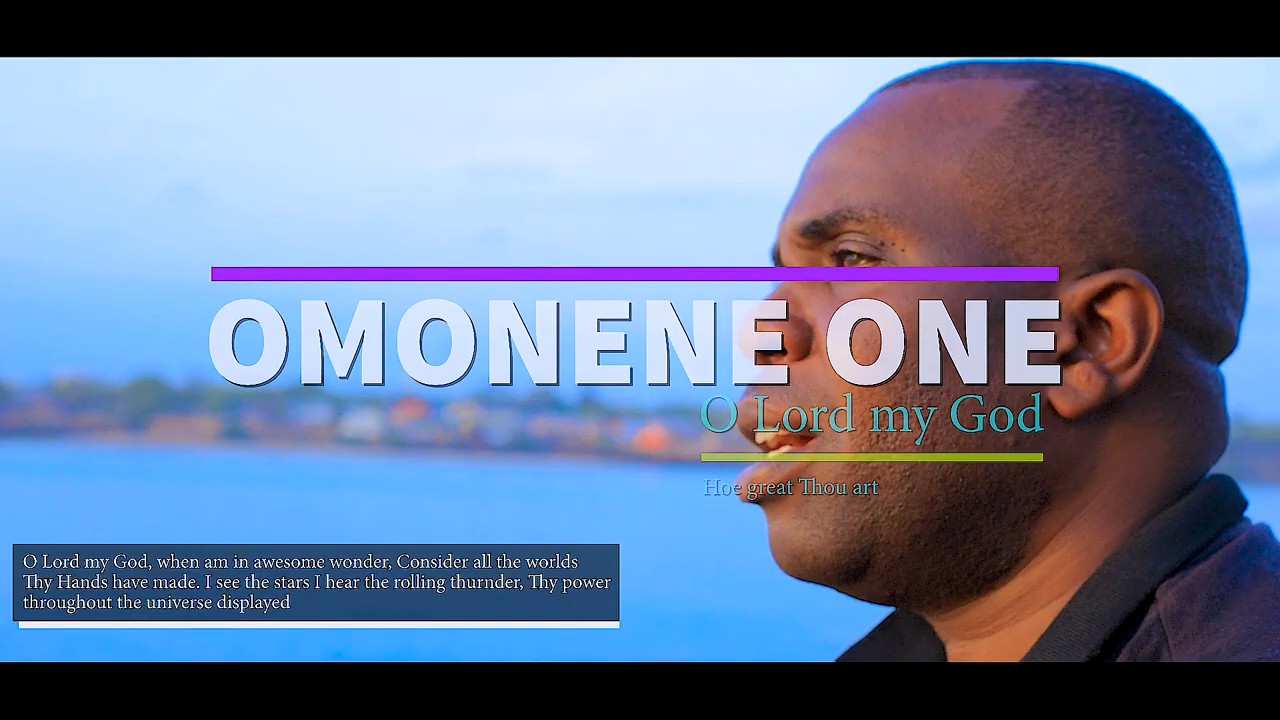 OMONENE ONE
O Lord my God
Hoe great Thou art
O Lord my God, when am in awesome wonder, Consider all the worlds
Thy Hands have made. I see the stars I hear the rolling thurnder, Thy power
throughout the universe displayed